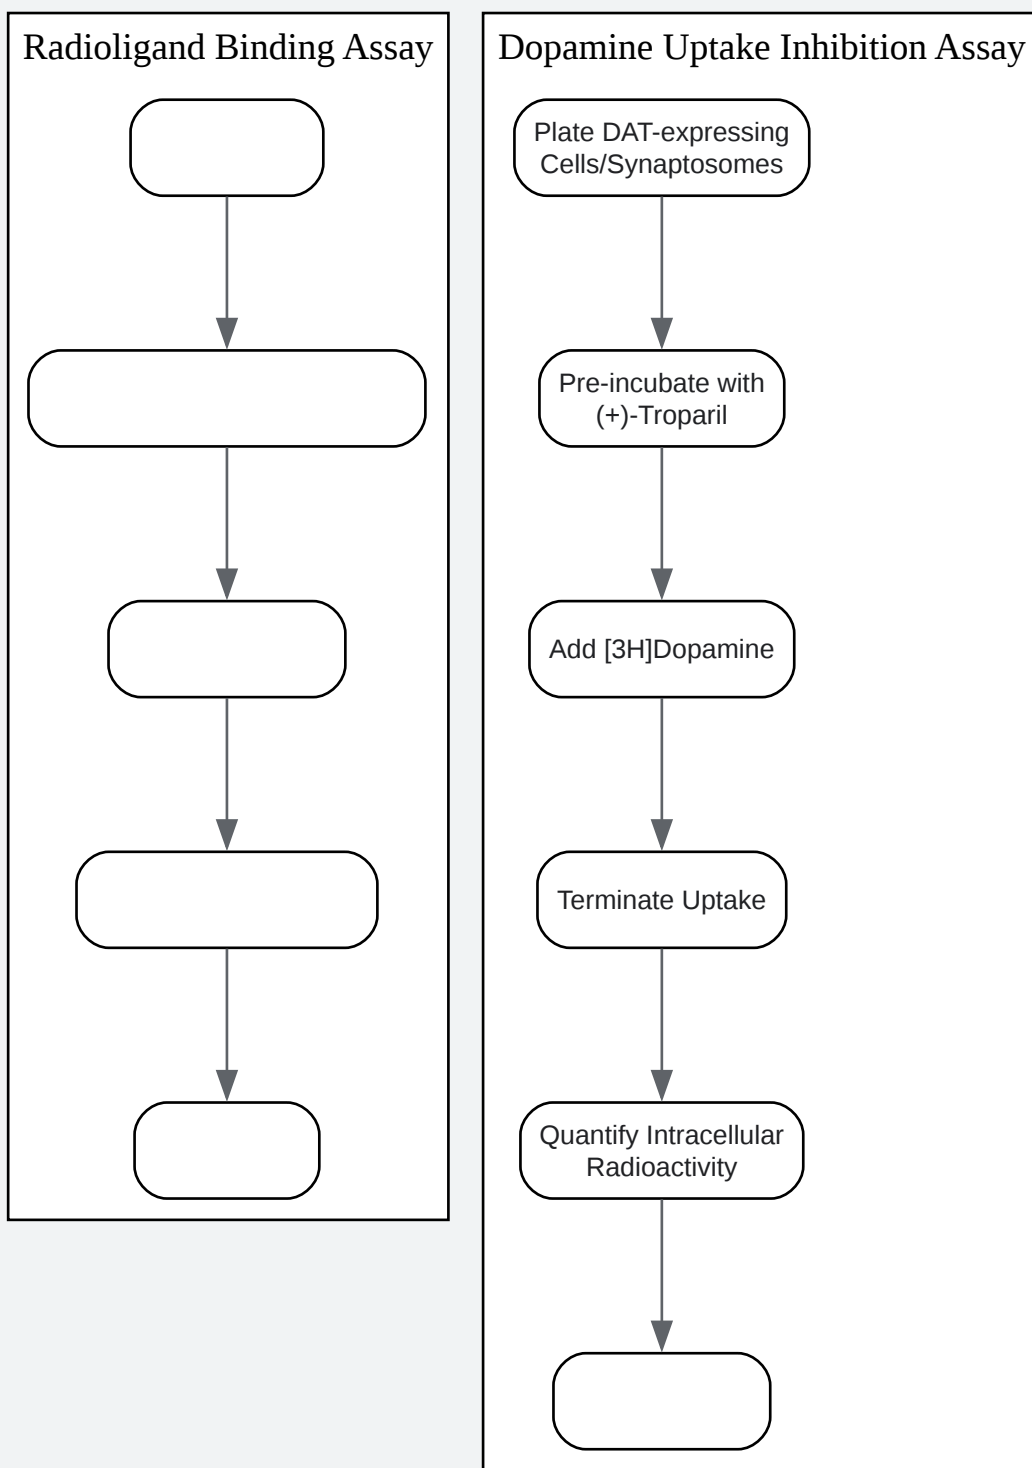 Radioligand Binding Assay
Dopamine Uptake Inhibition Assay
Plate DAT-expressing
Cells/Synaptosomes
Pre-incubate with
(+)-Troparil
Add [3H]Dopamine
Terminate Uptake
Quantify Intracellular
Radioactivity